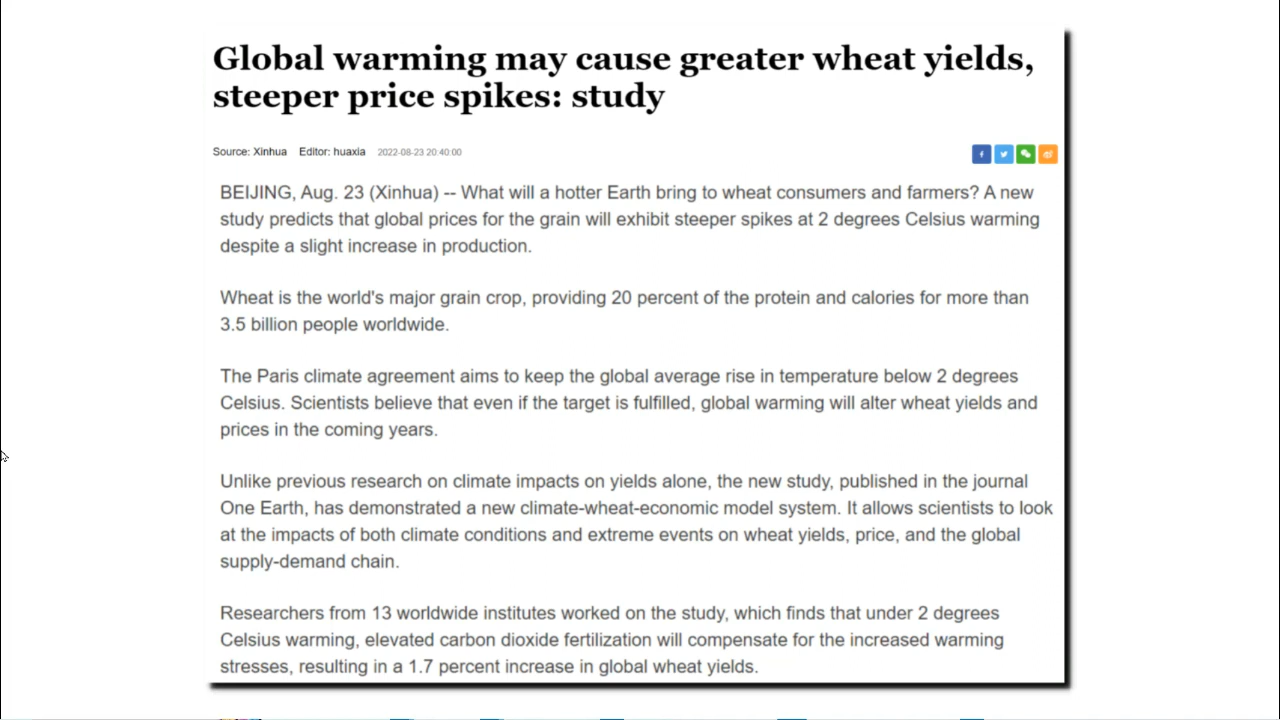 Global warming may cause greater wheat yields,
steeper price spikes: study
Source: Xinhua Editor: huaxia 2022-08-23 20:40:00
BEIJING, Aug. 23 (Xinhua) -- What will a hotter Earth bring to wheat consumers and farmers? A new
study predicts that global prices for the grain will exhibit steeper spikes at 2 degrees Celsius warming
despite a slight increase in production.
Wheat is the world's major grain crop, providing 20 percent of the protein and calories for more than
3.5 billion people worldwide.
The Paris climate agreement aims to keep the global average rise in temperature below 2 degrees
Celsius. Scientists believe that even if the target is fulfilled, global warming will alter wheat yields and
prices in the coming years.
Unlike previous research on climate impacts on yields alone, the new study, published in the journal
One Earth, has demonstrated a new climate-wheat-economic model system. It allows scientists to look
at the impacts of both climate conditions and extreme events on wheat yields, price, and the global
supply-demand chain.
Researchers from 13 worldwide institutes worked on the study, which finds that under 2 degrees
Celsius warming, elevated carbon dioxide fertilization will compensate for the increased warming
stresses, resulting in a 1.7 percent increase in global wheat yields.